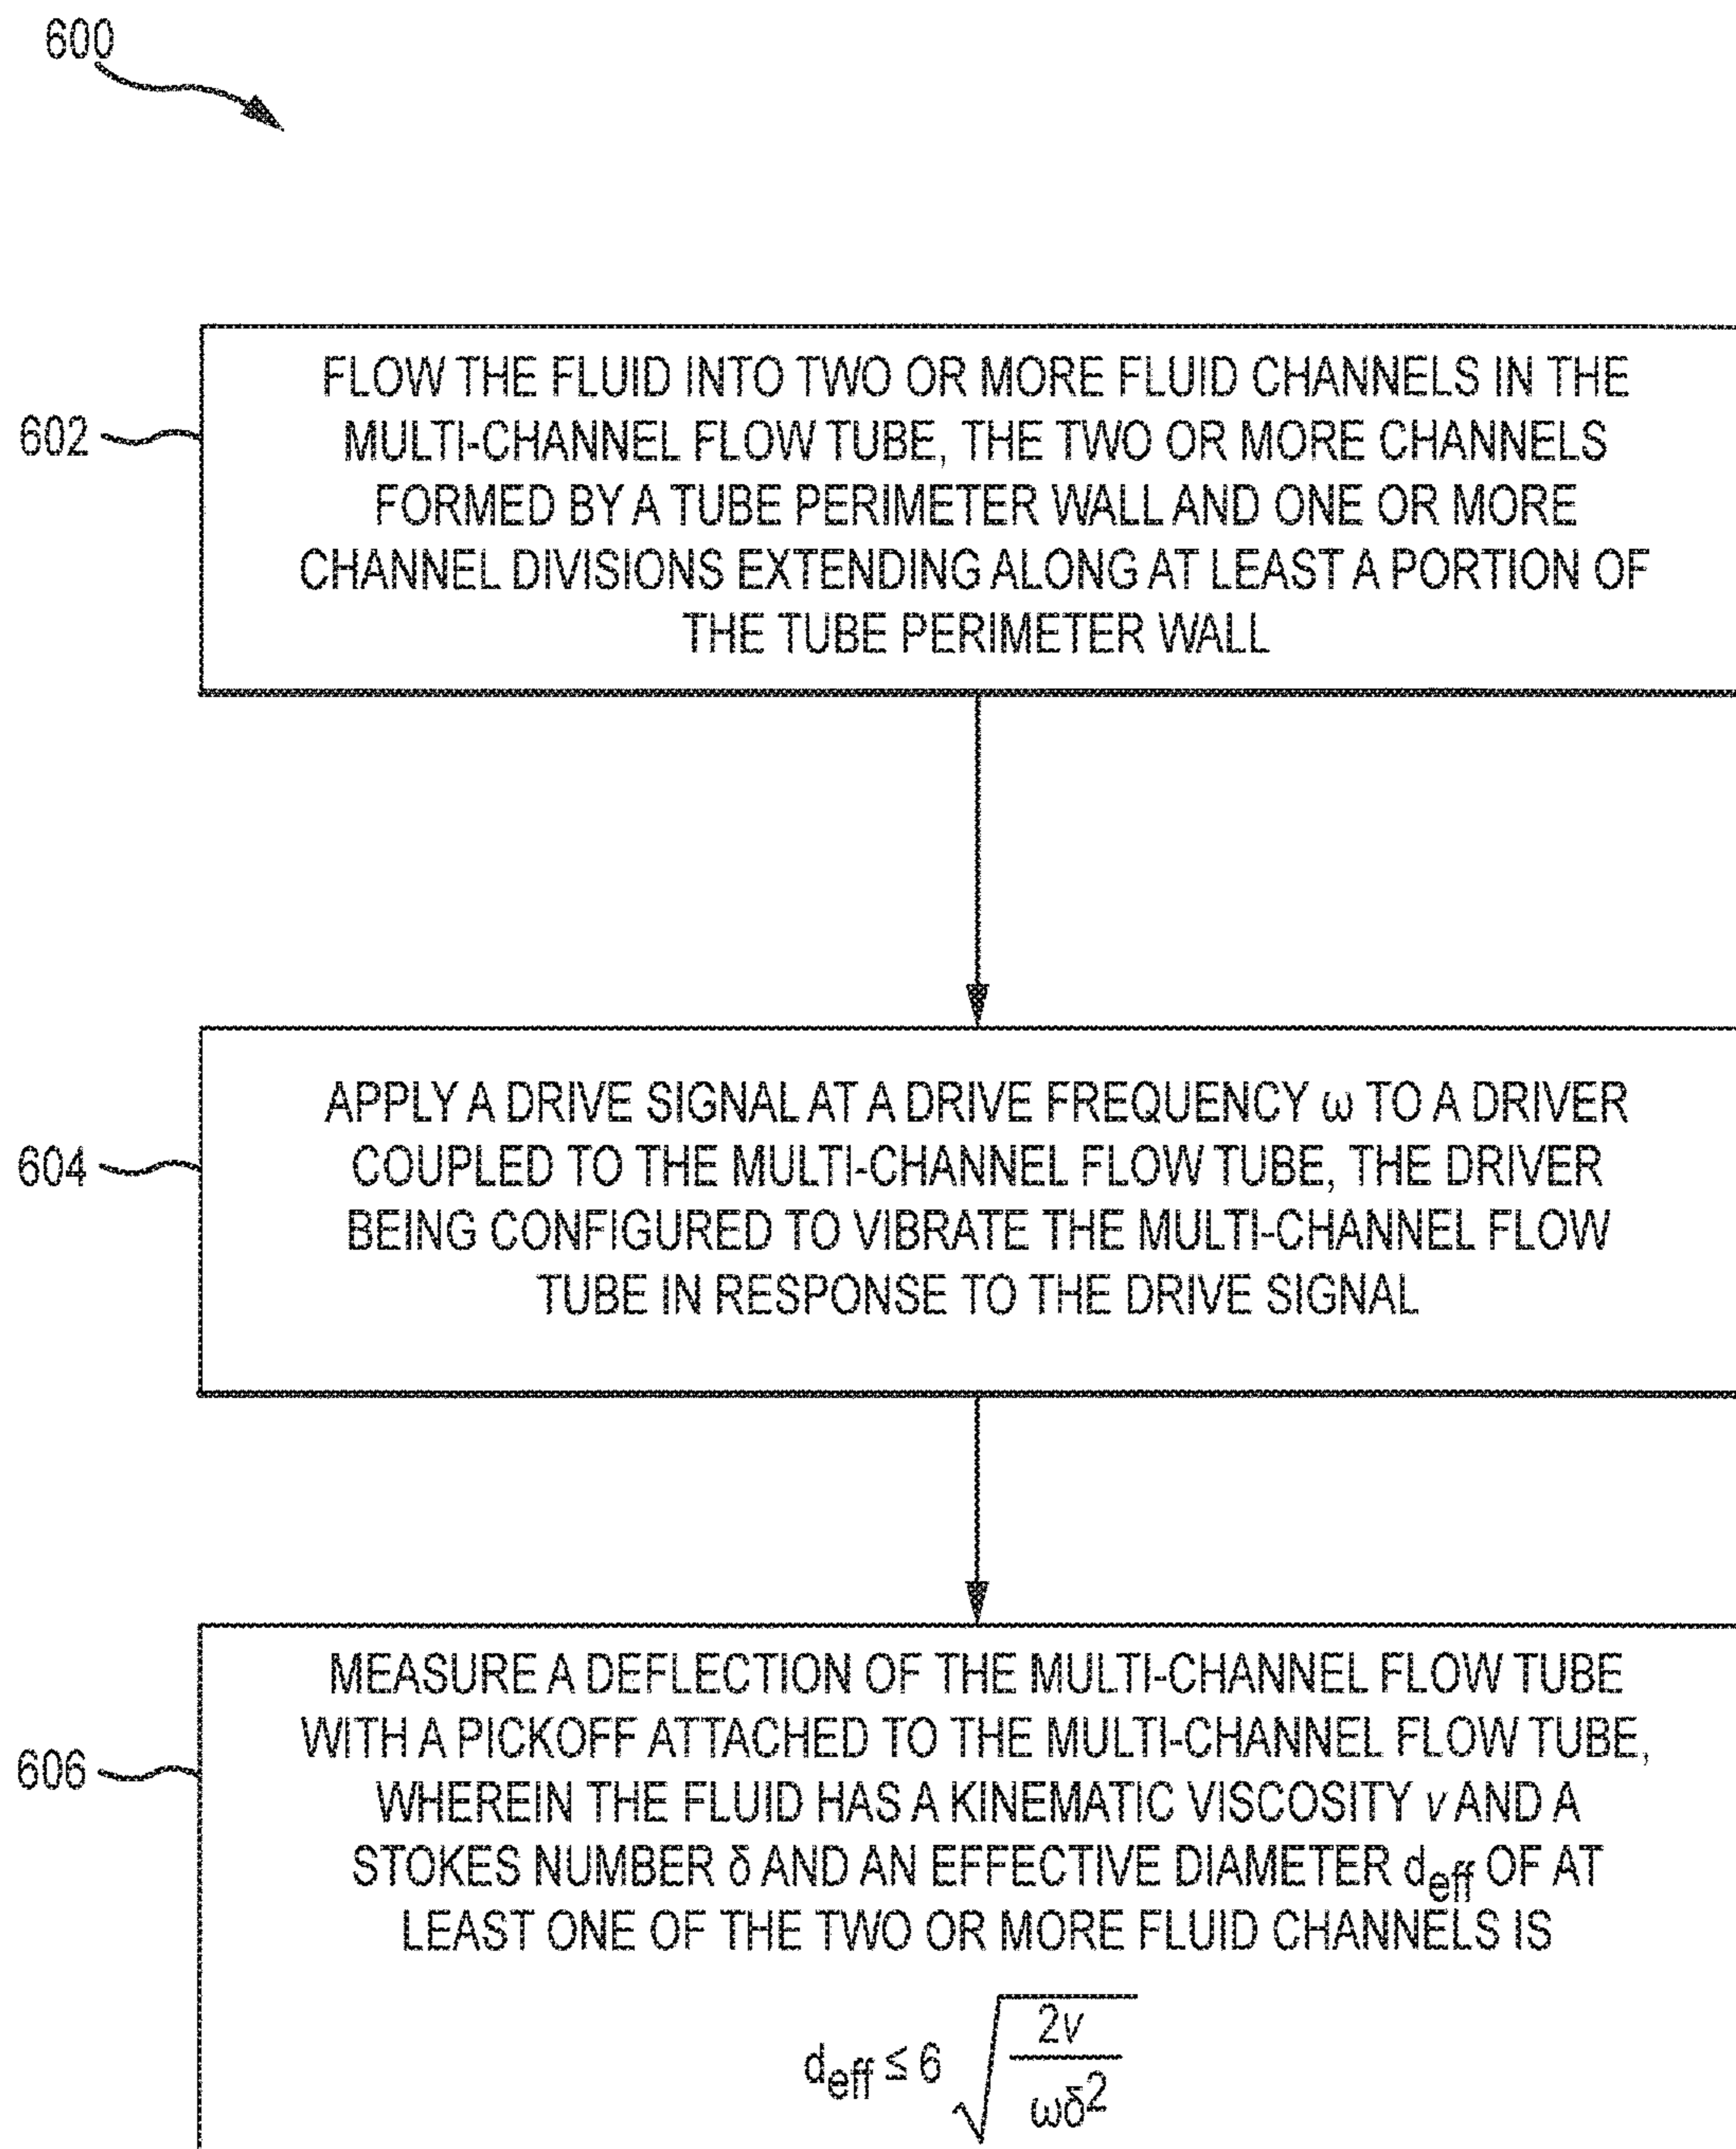 600
602
FLOW THE FLUID INTO TWO OR MORE FLUID CHANNELS IN THE
MULTI-CHANNEL FLOW TUBE, THE TWO OR MORE CHANNELS
FORMED BY A TUBE PERIMETER WALL AND ONE OR MORE
CHANNEL DIVISIONS EXTENDING ALONG AT LEAST A PORTION OF
THE TUBE PERIMETER WALL
604
APPLY A DRIVE SIGNAL AT A DRIVE FREQUENCY ω TO A DRIVER
COUPLED TO THE MULTI-CHANNEL FLOW TUBE, THE DRIVER
BEING CONFIGURED TO VIBRATE THE MULTI-CHANNEL FLOW
TUBE IN RESPONSE TO THE DRIVE SIGNAL
606
MEASURE A DEFLECTION OF THE MULTI-CHANNEL FLOW TUBE
WITH A PICKOFF ATTACHED TO THE MULTI-CHANNEL FLOW TUBE,
WHEREIN THE FLUID HAS A KINEMATIC VISCOSITY v AND A
STOKES NUMBER δ AND AN EFFECTIVE DIAMETER d_eff OF AT
LEAST ONE OF THE TWO OR MORE FLUID CHANNELS IS
d_eff ≤ 6 √(2v / ωδ²)